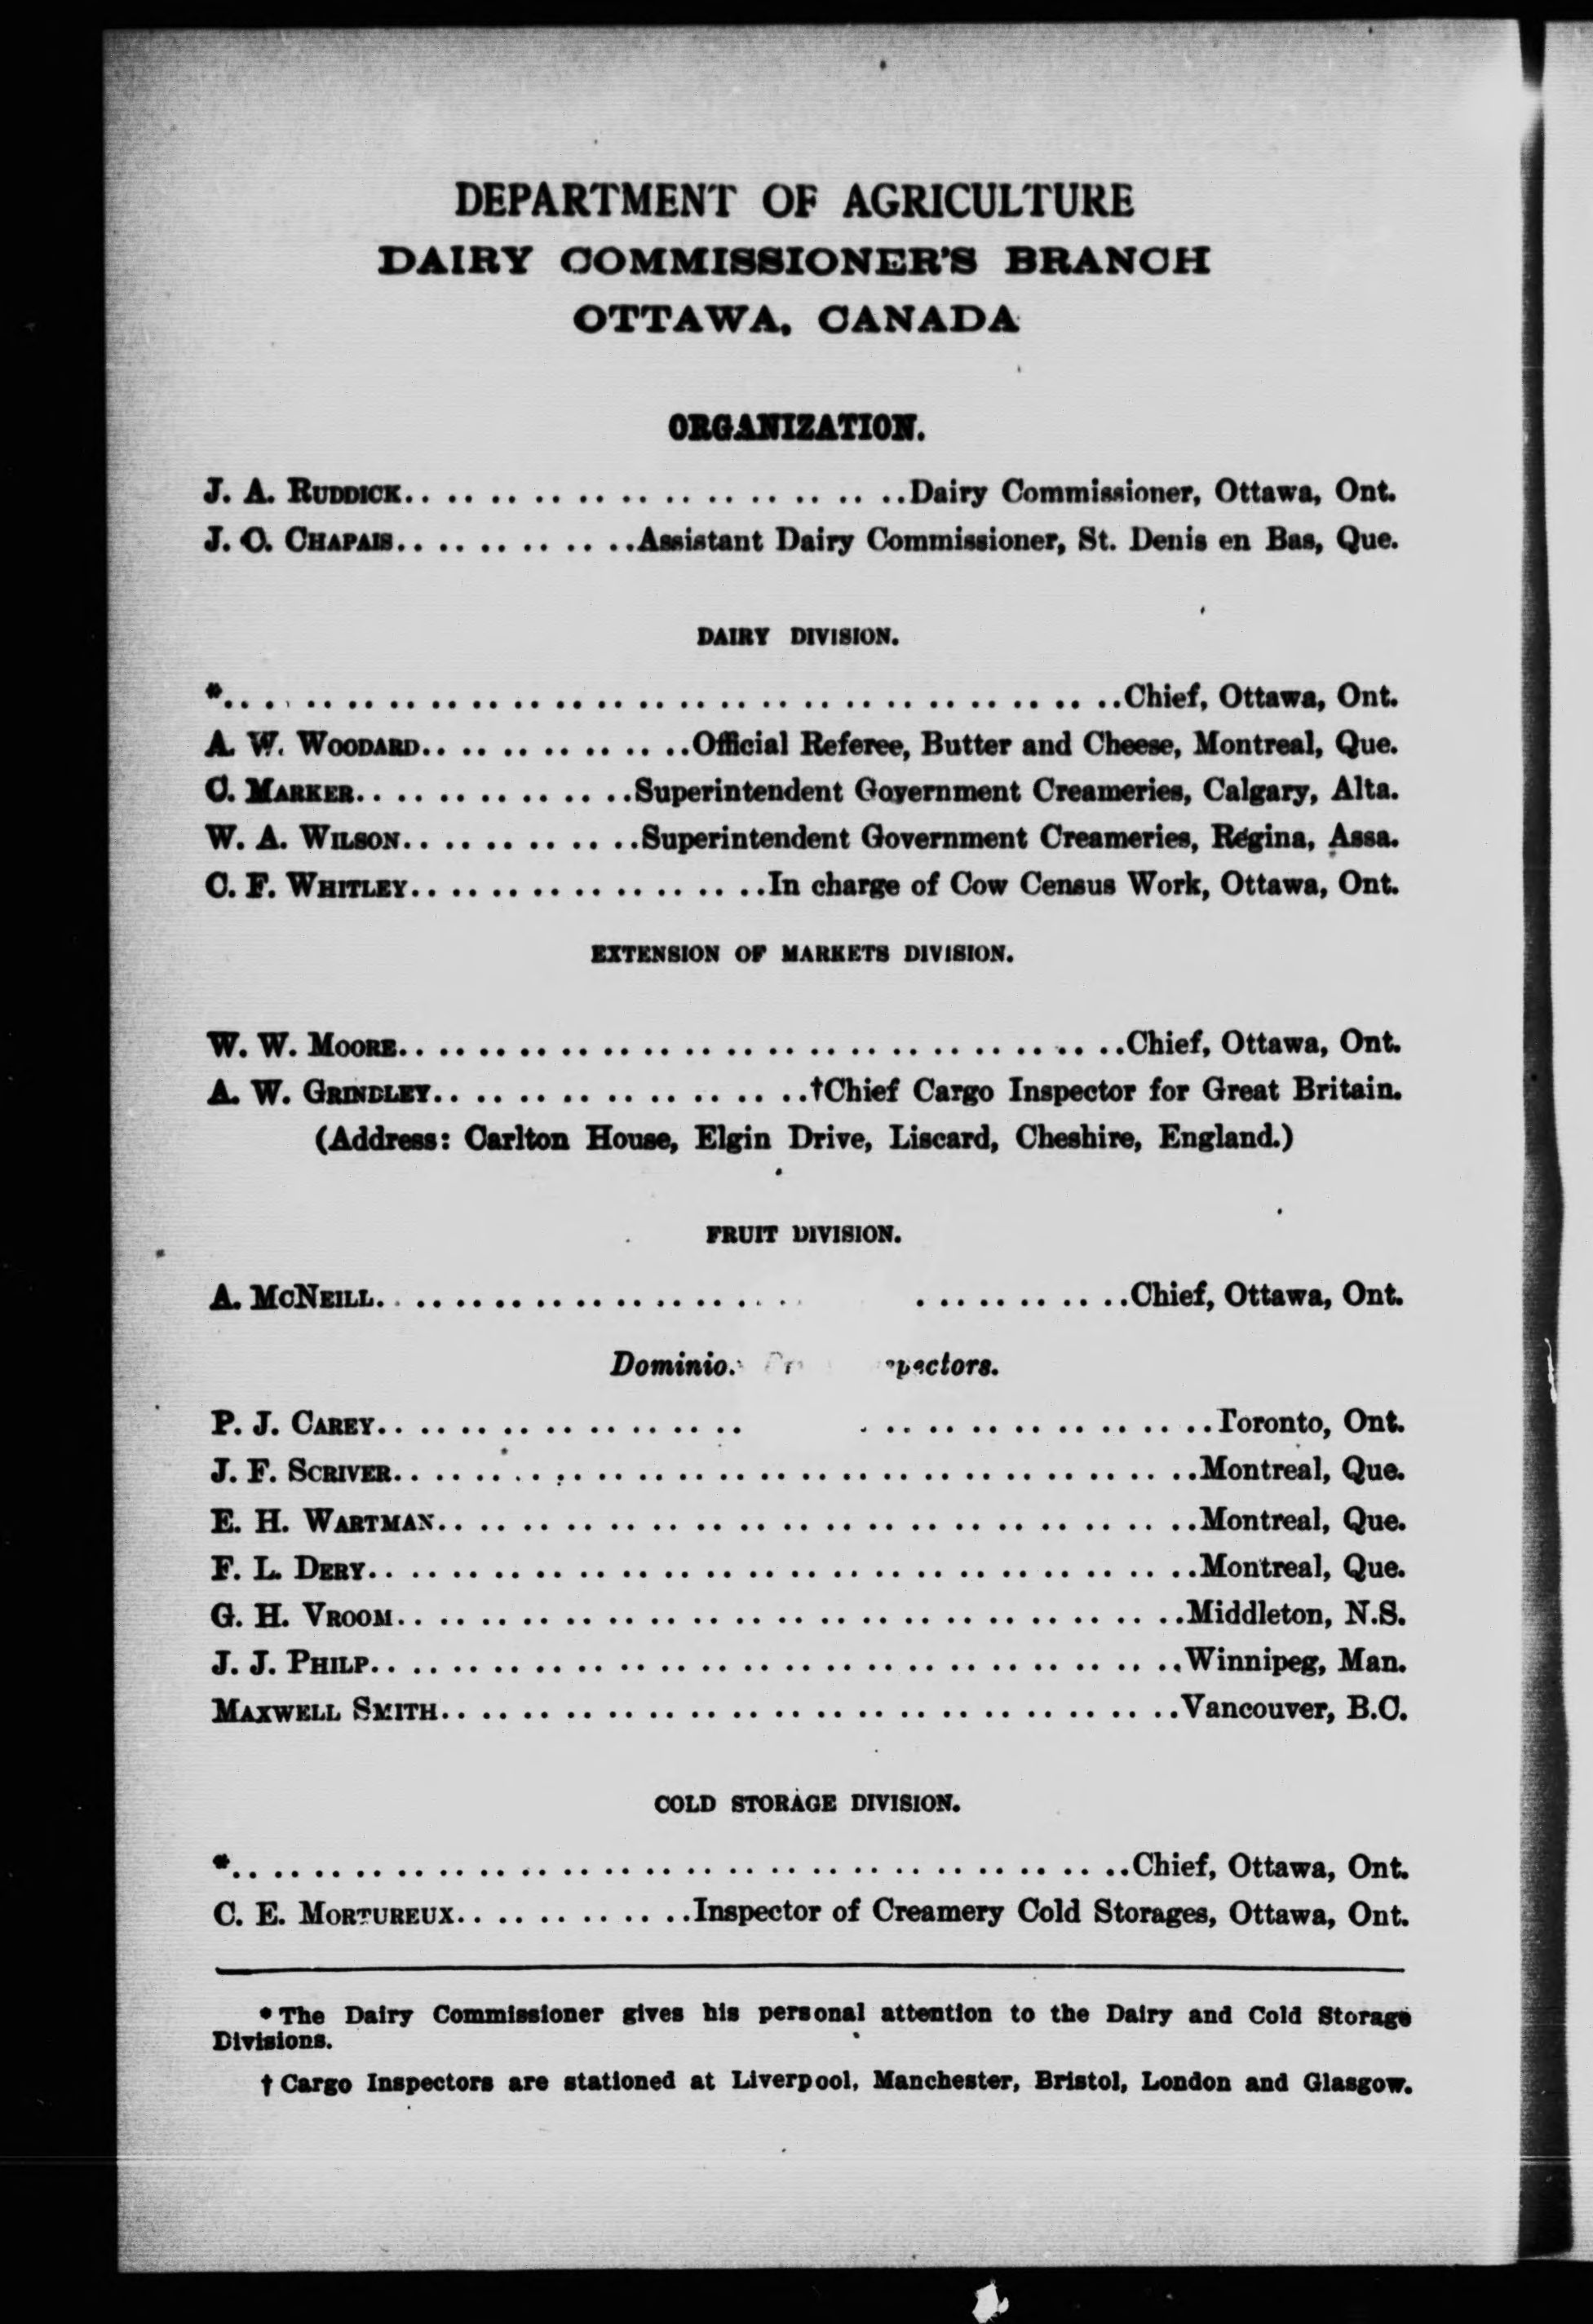 DEPARTMENT OF AGRICULTURE
DAIRY COMMISSIONER'S BRANCH
OTTAWA, CANADA
ORGANIZATION.
J. A. RUDDICK.. .. .. .. .. .. .. .. .. .. .. ..Dairy Commissioner, Ottawa, Ont.
J. C. CHAPAIS.. .. .. .. .. ..Assistant Dairy Commissioner, St. Denis en Bas, Que.
DAIRY DIVISION.
*.. .. .. .. .. .. .. .. .. .. .. .. .. .. .. .. .. .. .. .. .. ..Chief, Ottawa, Ont.
A. W. WOODARD.. .. .. .. .. .. ..Official Referee, Butter and Cheese, Montreal, Que.
C. MARKER.. .. .. .. .. .. ..Superintendent Government Creameries, Calgary, Alta.
W. A. WILSON.. .. .. .. .. ..Superintendent Government Creameries, Regina, Assa.
C. F. WHITLEY.. .. .. .. .. .. .. .. ..In charge of Cow Census Work, Ottawa, Ont.
EXTENSION OF MARKETS DIVISION.
W. W. MOORE.. .. .. .. .. .. .. .. .. .. .. .. .. .. .. .. .. ..Chief, Ottawa, Ont.
A. W. GRINDLEY.. .. .. .. .. .. .. .. ..†Chief Cargo Inspector for Great Britain.
(Address: Carlton House, Elgin Drive, Liscard, Cheshire, England.)
FRUIT DIVISION.
A. MCNEILL.. .. .. .. .. .. .. .. .. .. .. .. .. .. .. ..Chief, Ottawa, Ont.
P. J. CAREY.. .. .. .. .. .. .. .. .. .. .. .. .. .. .. .. ..Toronto, Ont.
J. F. SCRIVER.. .. .. .. .. .. .. .. .. .. .. .. .. .. .. .. .. .. .. ..Montreal, Que.
E. H. WARTMAN.. .. .. .. .. .. .. .. .. .. .. .. .. .. .. .. .. ..Montreal, Que.
F. L. DERY.. .. .. .. .. .. .. .. .. .. .. .. .. .. .. .. .. .. .. ..Montreal, Que.
G. H. VROOM.. .. .. .. .. .. .. .. .. .. .. .. .. .. .. .. .. .. ..Middleton, N.S.
J. J. PHILP.. .. .. .. .. .. .. .. .. .. .. .. .. .. .. .. .. .. .. ..Winnipeg, Man.
MAXWELL SMITH.. .. .. .. .. .. .. .. .. .. .. .. .. .. .. .. .. ..Vancouver, B.C.
COLD STORAGE DIVISION.
*.. .. .. .. .. .. .. .. .. .. .. .. .. .. .. .. .. .. .. .. .. ..Chief, Ottawa, Ont.
C. E. MORTUREUX.. .. .. .. .. ..Inspector of Creamery Cold Storages, Ottawa, Ont.
* The Dairy Commissioner gives his personal attention to the Dairy and Cold Storage
Divisions.
† Cargo Inspectors are stationed at Liverpool, Manchester, Bristol, London and Glasgow.